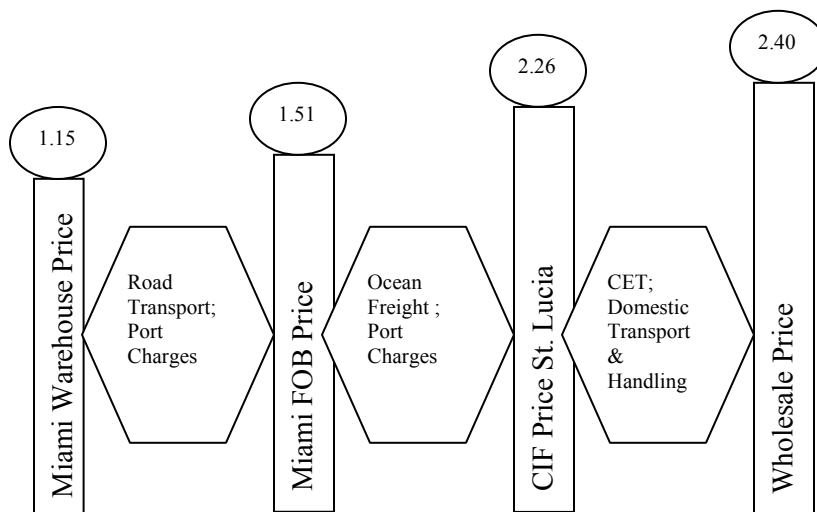 1.15
1.51
2.26
2.40
Miami Warehouse Price
Road
Transport;
Port
Charges
Miami FOB Price
Ocean
Freight ;
Port
Charges
CIF Price St. Lucia
CET;
Domestic
Transport
&
Handling
Wholesale Price